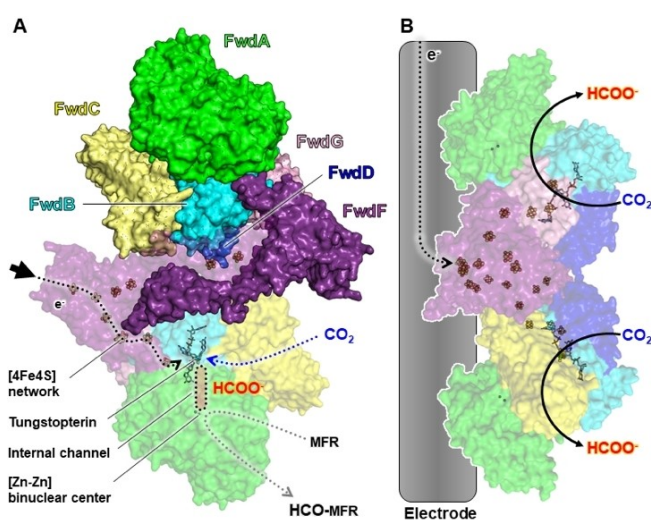 A
FwdA
FwdC
FwdG
FwdD
FwdB
FwdF
e-
CO2
[4Fe4S]
network
HCOO-
Tungstopterin
Internal channel
MFR
[Zn-Zn]
binuclear center
HCO-MFR
B
e-
HCOO-
CO2
CO2
HCOO-
Electrode